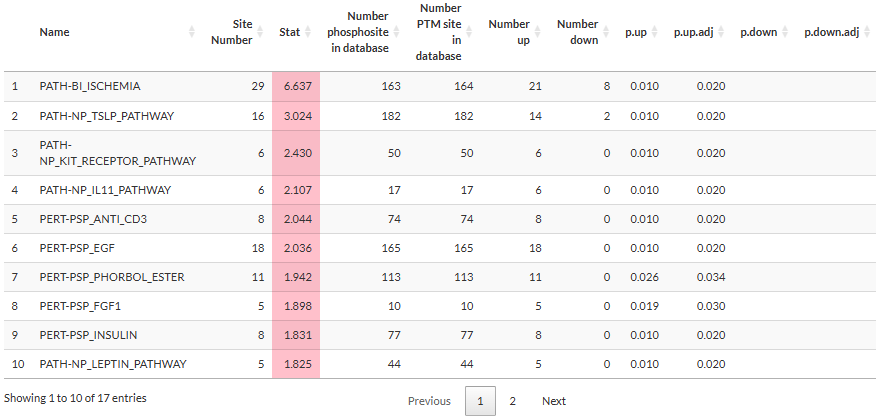 Name Site Number Stat Number phosphosite in database Number PTM site in database Number up Number down p.up p.up.adj p.down p.down.adj
1 PATH-BI_ISCHEMIA 29 6.637 163 164 21 8 0.010 0.020
2 PATH-NP_TSLP_PATHWAY 16 3.024 182 182 14 2 0.010 0.020
3 PATH-NP_KIT_RECEPTOR_PATHWAY 6 2.430 50 50 6 0 0.010 0.020
4 PATH-NP_IL11_PATHWAY 6 2.107 17 17 6 0 0.010 0.020
5 PERT-PSP_ANTI_CD3 8 2.044 74 74 8 0 0.010 0.020
6 PERT-PSP_EGF 18 2.036 165 165 18 0 0.010 0.020
7 PERT-PSP_PHORBOL_ESTER 11 1.942 113 113 11 0 0.026 0.034
8 PERT-PSP_FGF1 5 1.898 10 10 5 0 0.019 0.030
9 PERT-PSP_INSULIN 8 1.831 77 77 8 0 0.010 0.020
10 PATH-NP_LEPTIN_PATHWAY 5 1.825 44 44 5 0 0.010 0.020
Showing 1 to 10 of 17 entries Previous 1 2 Next